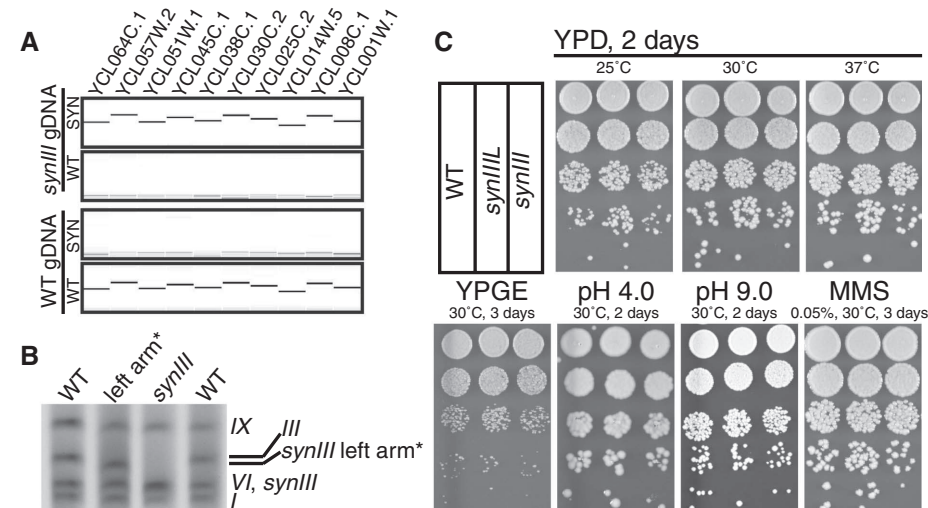 A
YCL064C.1
YCL057W.2
YCL051W.1
YCL045C.1
YCL038C.1
YCL030C.2
YCL025C.2
YCL014W.5
YCL008C.1
YCL001W.1
synIII gDNA
SYN
WT
WT gDNA
SYN
WT
B
WT
left arm*
synIII
WT
IX
III
synIII left arm*
VI, synIII
I
C
YPD, 2 days
25˚C
30˚C
37˚C
WT
synIIIL
synIII
YPGE
30˚C, 3 days
pH 4.0
30˚C, 2 days
pH 9.0
30˚C, 2 days
MMS
0.05%, 30˚C, 3 days